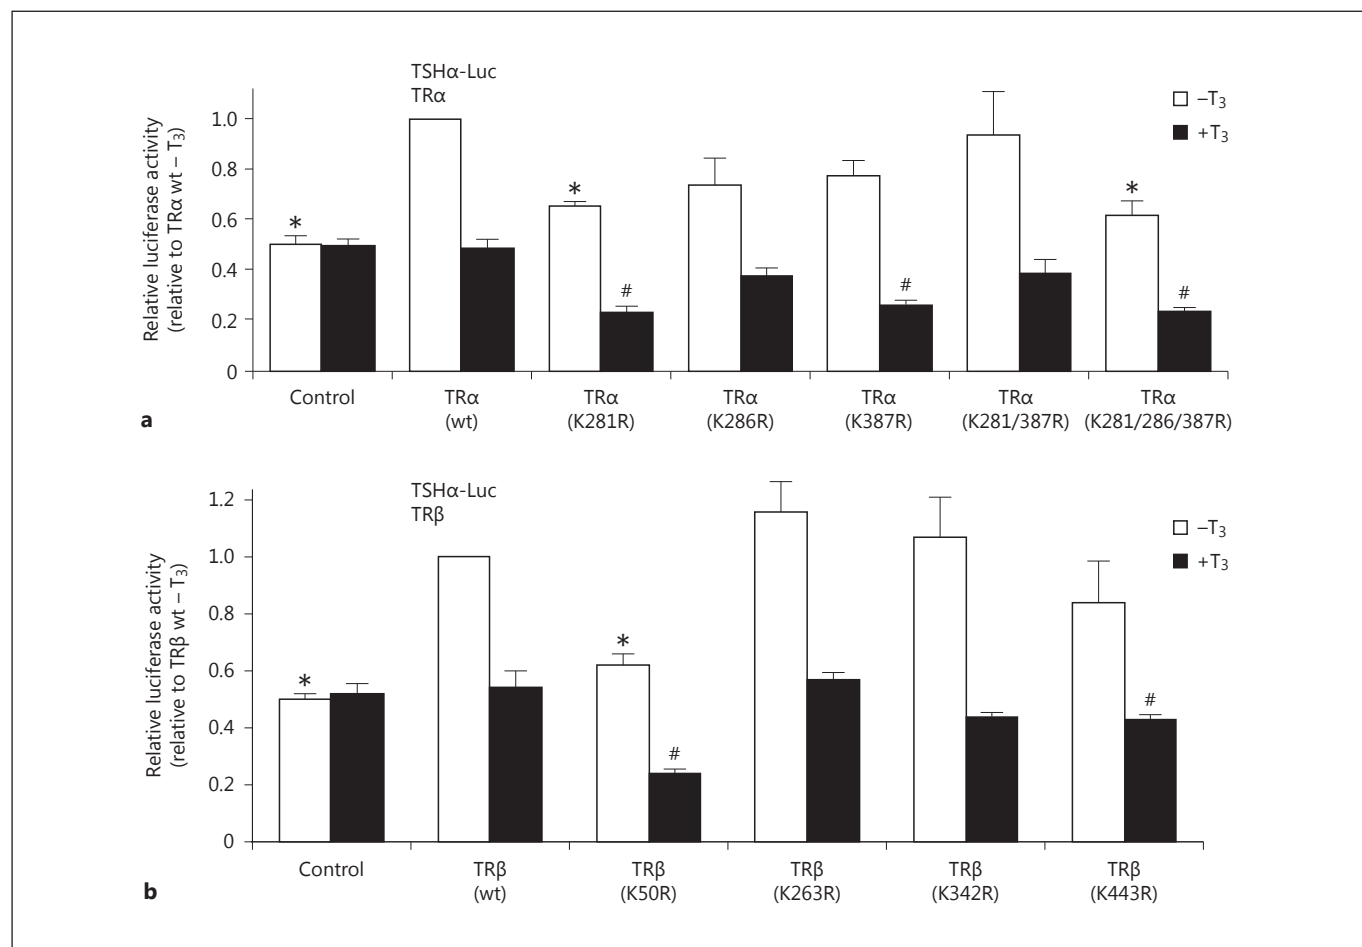 TSHα-Luc
TRα
–T3
+T3
Relative luciferase activity
(relative to TRα wt – T3)
1.0
0.8
0.6
0.4
0.2
0
*
*
#
#
*
#
Control
TRα
(wt)
TRα
(K281R)
TRα
(K286R)
TRα
(K387R)
TRα
(K281/387R)
TRα
(K281/286/387R)
a
TSHα-Luc
TRβ
–T3
+T3
Relative luciferase activity
(relative to TRβ wt – T3)
1.2
1.0
0.8
0.6
0.4
0.2
0
*
*
#
#
Control
TRβ
(wt)
TRβ
(K50R)
TRβ
(K263R)
TRβ
(K342R)
TRβ
(K443R)
b